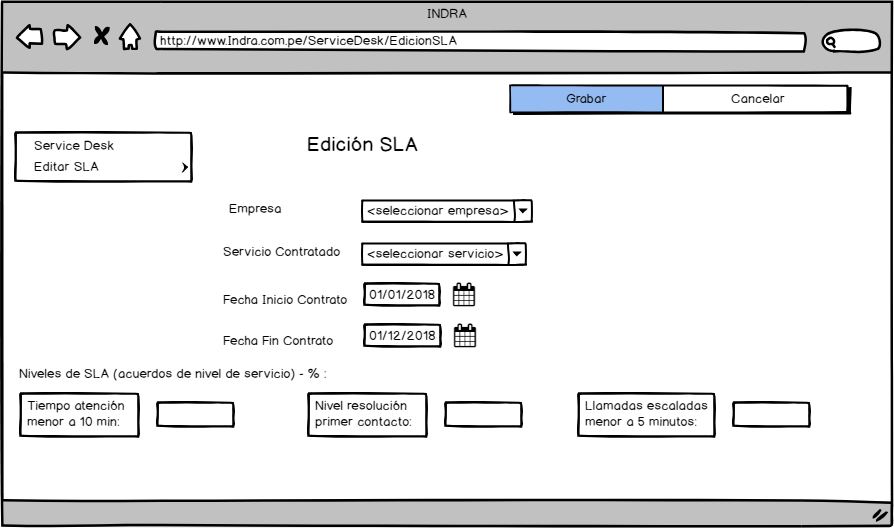 INDRA
http://www.Indra.com.pe/ServiceDesk/EdicionSLA
Grabar Cancelar
Service Desk
Editar SLA
Edición SLA
Empresa <seleccionar empresa>
Servicio Contratado <seleccionar servicio>
Fecha Inicio Contrato 01/01/2018
Fecha Fin Contrato 01/12/2018
Niveles de SLA (acuerdos de nivel de servicio) - % :
Tiempo atención
menor a 10 min:
Nivel resolución
primer contacto:
Llamadas escaladas
menor a 5 minutos: